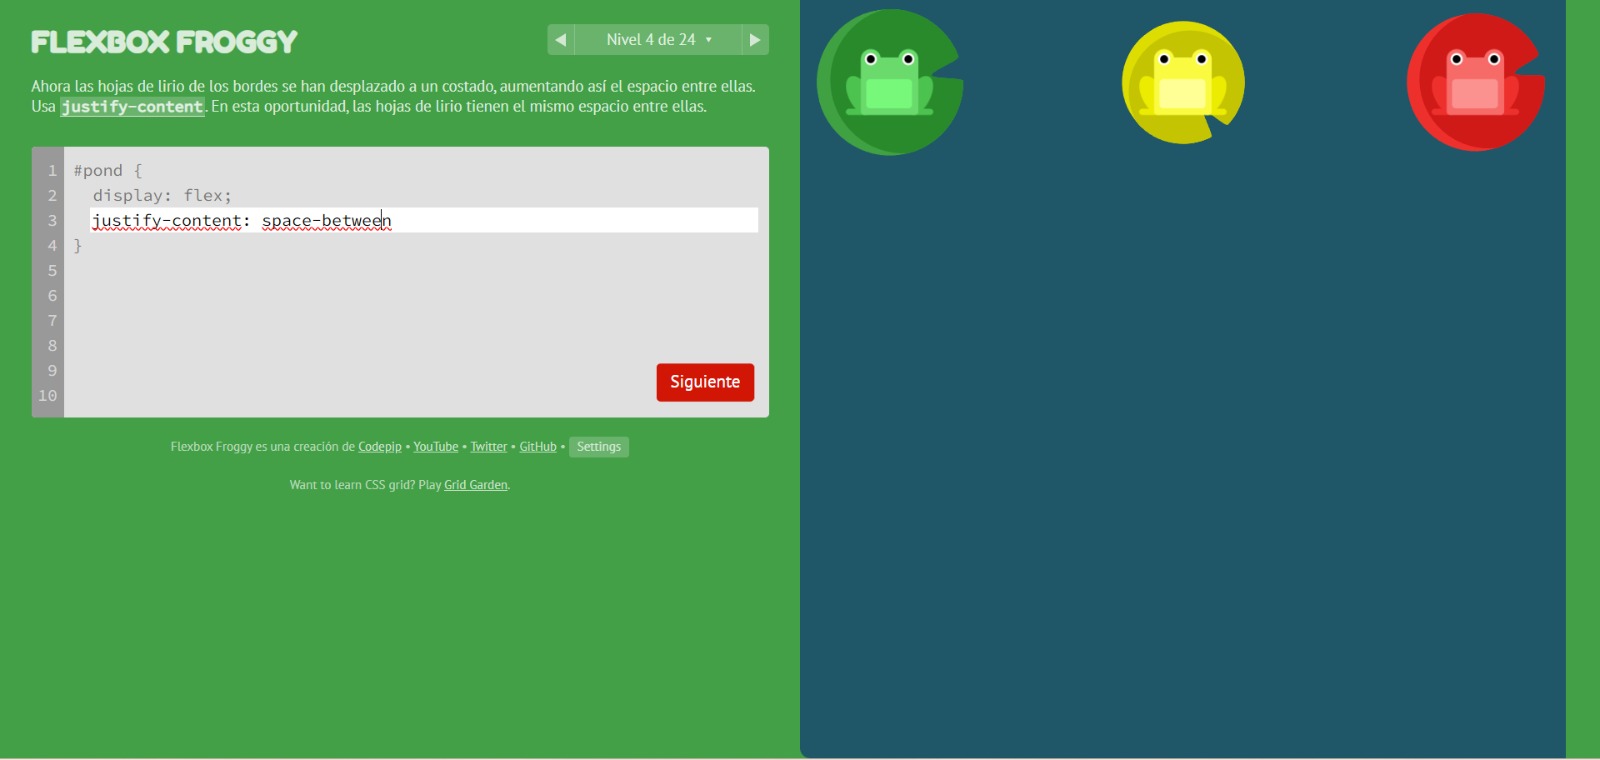 FLEXBOX FROGGY
◀ Nivel 4 de 24 ▾ ▶
Ahora las hojas de lirio de los bordes se han desplazado a un costado, aumentando así el espacio entre ellas.
Usa justify-content. En esta oportunidad, las hojas de lirio tienen el mismo espacio entre ellas.
1 #pond {
2 display: flex;
3 justify-content: space-between
4 }
5
6
7
8
9
10
Siguiente
Flexbox Froggy es una creación de Codepip • YouTube • Twitter • GitHub • Settings
Want to learn CSS grid? Play Grid Garden.